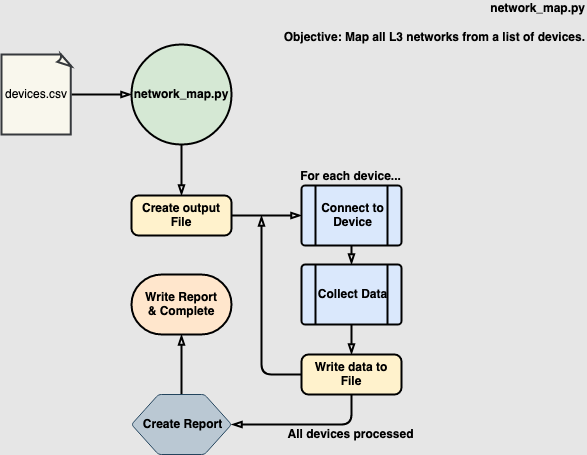 network_map.py
Objective: Map all L3 networks from a list of devices.
devices.csv
network_map.py
For each device...
Create output
File
Connect to
Device
Collect Data
Write Report
& Complete
Write data to
File
Create Report
All devices processed